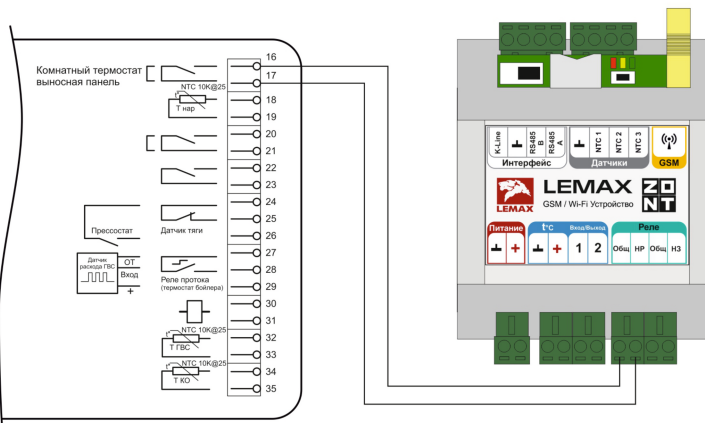 16
Комнатный термостат
выносная панель
17
NTC 10K@25
t°
T нар
18
19
20
21
22
23
24
Прессостат
Датчик тяги
25
26
27
Датчик
расхода ГВС
ОТ
Вход
+
28
Реле протока
(термостат бойлера)
29
30
31
NTC 10K@25
t°
Т ГВС
32
33
NTC 10K@25
t°
Т КО
34
35
K-Line
RS485 B
RS485 A
NTC 1
NTC 2
NTC 3
Интерфейс
Датчики
GSM
LEMAX
LEMAX
GSM / Wi-Fi Устройство
ZONT
Питание
t°C
Вход/Выход
Реле
+
+
1
2
Общ
НР
Общ
НЗ